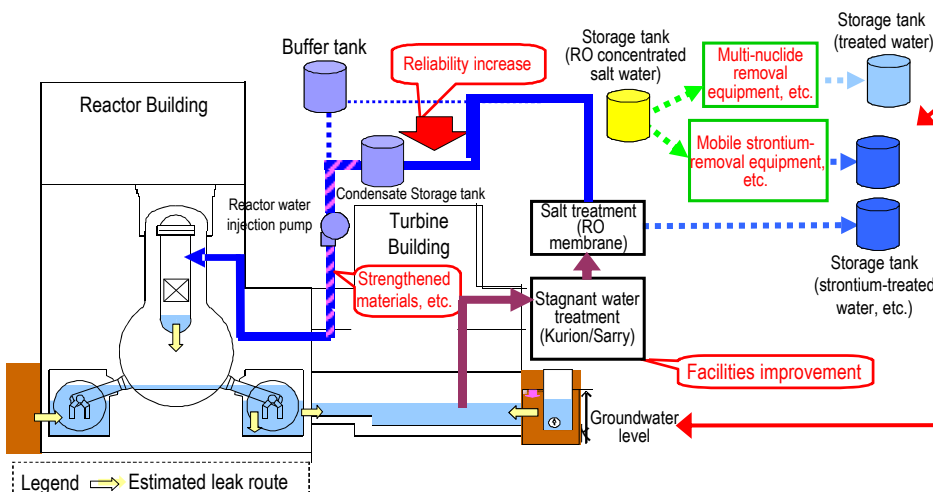 Buffer tank
Reliability increase
Storage tank
(RO concentrated
salt water)
Multi-nuclide
removal
equipment, etc.
Storage tank
(treated water)
Reactor Building
Mobile strontium-
removal equipment,
etc.
Condensate Storage tank
Reactor water
injection pump
Turbine
Building
Salt treatment
(RO
membrane)
Strengthened
materials, etc.
Stagnant water
treatment
(Kurion/Sarry)
Storage tank
(strontium-treated
water, etc.)
Facilities improvement
Groundwater
level
Legend
Estimated leak route